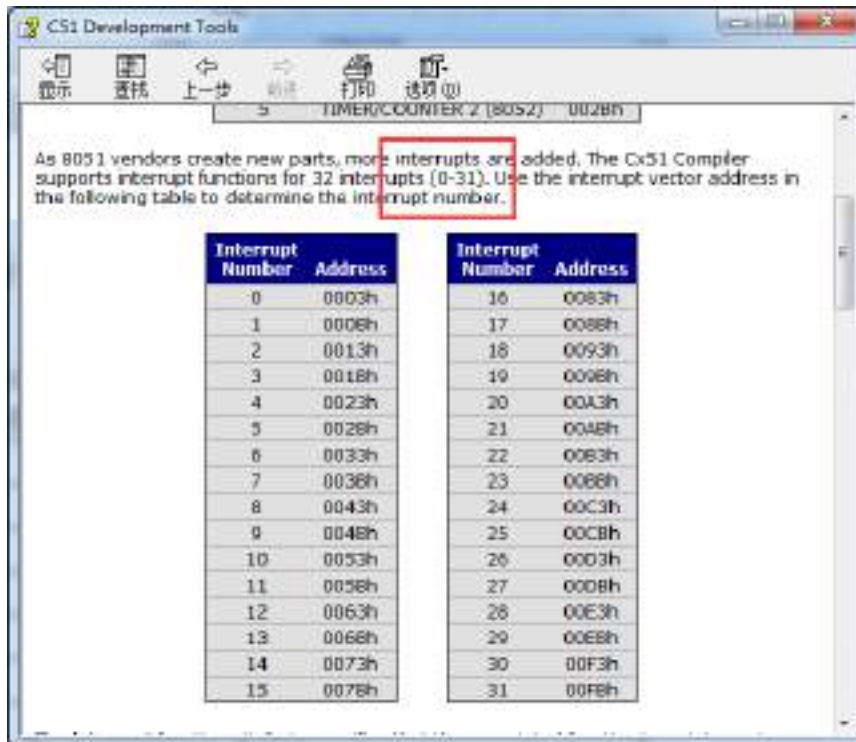 C51 Development Tools
显示 查找 上一步 前进 打印 选项(O)
5 TIMER/COUNTER 2 (8052) 002Bh
As 8051 vendors create new parts, more interrupts are added. The Cx51 Compiler
supports interrupt functions for 32 interrupts (0-31). Use the interrupt vector address in
the following table to determine the interrupt number.
Interrupt Number Address Interrupt Number Address
0 0003h 16 0083h
1 000Bh 17 008Bh
2 0013h 18 0093h
3 001Bh 19 009Bh
4 0023h 20 00A3h
5 002Bh 21 00ABh
6 0033h 22 00B3h
7 003Bh 23 00BBh
8 0043h 24 00C3h
9 004Bh 25 00CBh
10 0053h 26 00D3h
11 005Bh 27 00DBh
12 0063h 28 00E3h
13 006Bh 29 00EBh
14 0073h 30 00F3h
15 007Bh 31 00FBh